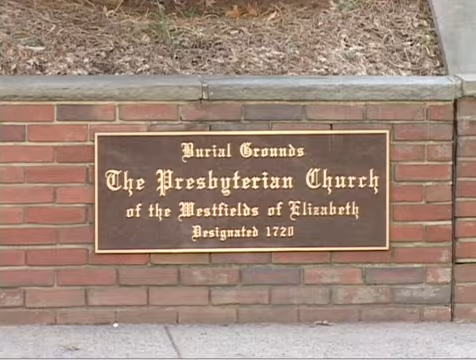 Burial Grounds
The Presbyterian Church
of the Westfields of Elizabeth
Designated 1720